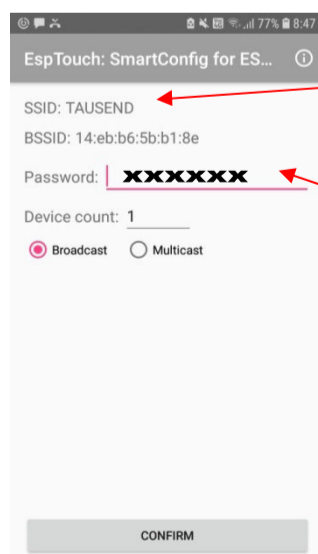 77% 8:47
EspTouch: SmartConfig for ES...
SSID: TAUSEND
BSSID: 14:eb:b6:5b:b1:8e
Password: xxxxxx
Device count: 1
Broadcast Multicast
CONFIRM